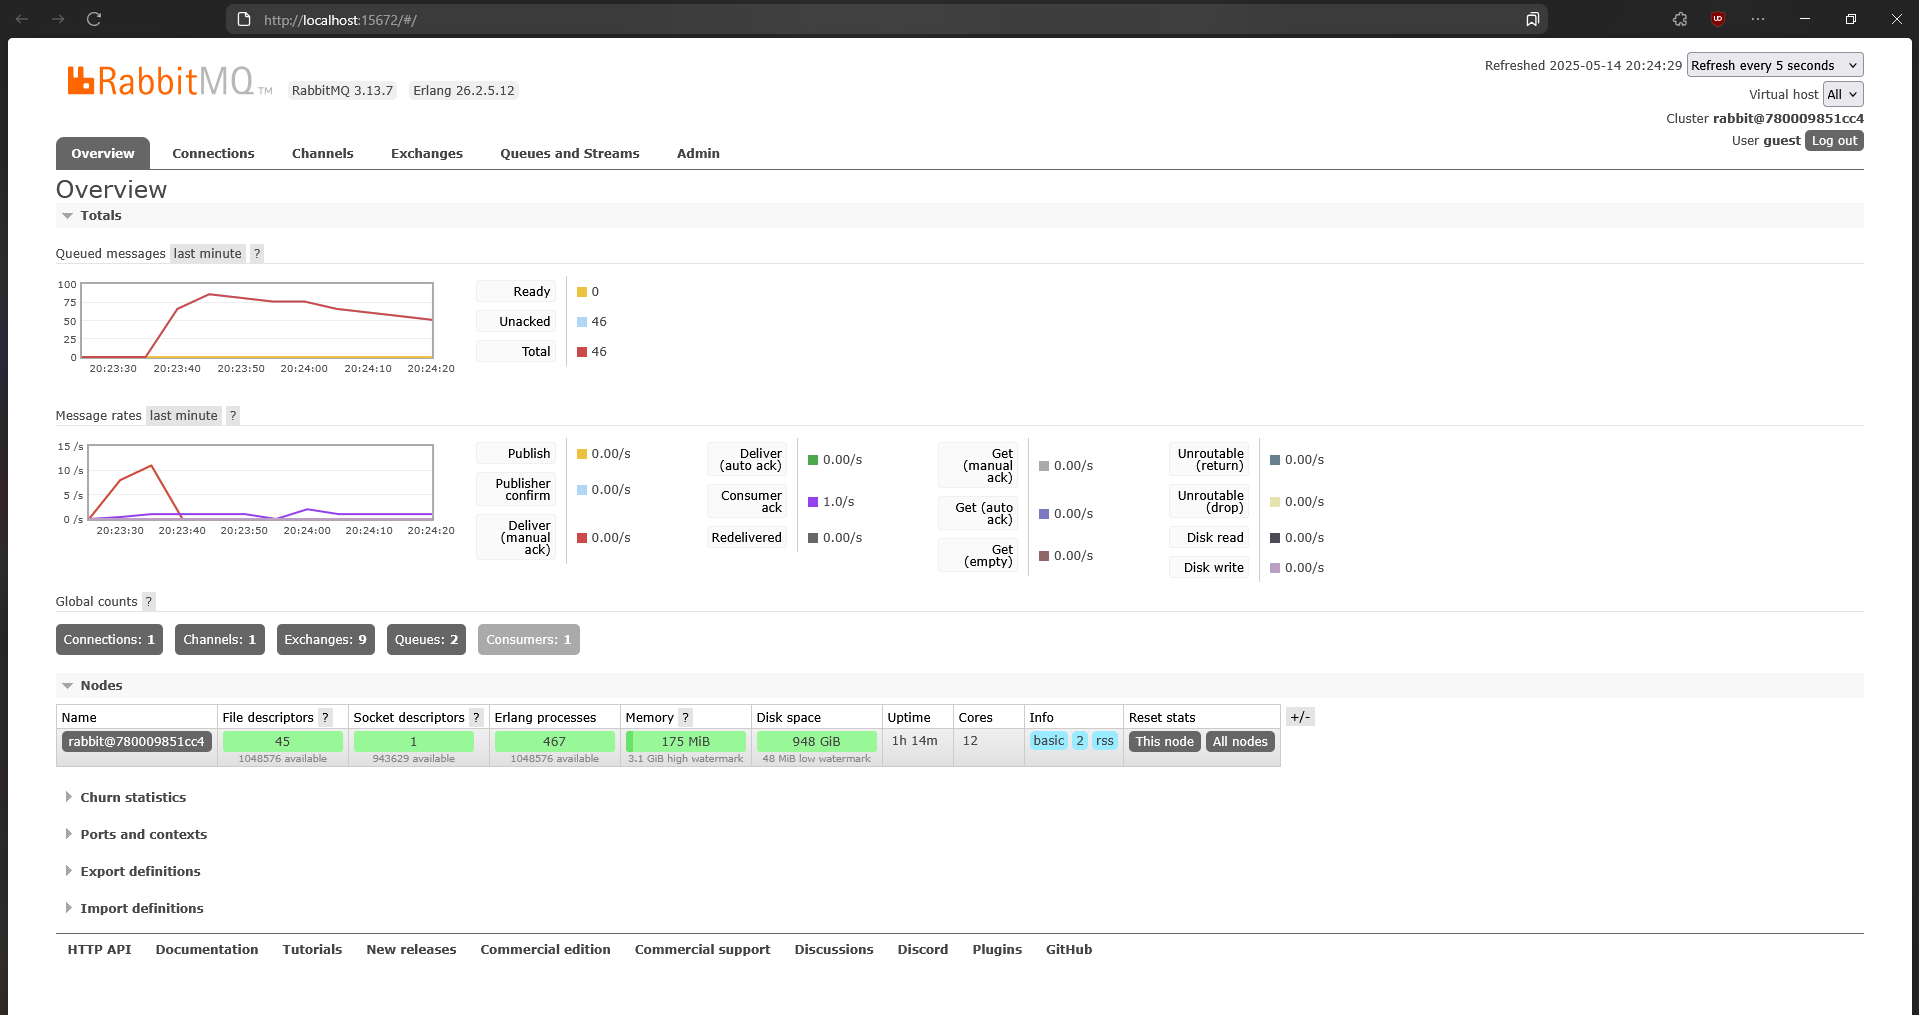 http://localhost:15672/#/
RabbitMQ TM
RabbitMQ 3.13.7 Erlang 26.2.5.12
Refreshed 2025-05-14 20:24:29 Refresh every 5 seconds
Virtual host All
Cluster rabbit@780009851cc4
User guest Log out
Overview Connections Channels Exchanges Queues and Streams Admin
Overview
Totals
Queued messages last minute ?
100
75
50
25
0
20:23:30 20:23:40 20:23:50 20:24:00 20:24:10 20:24:20
Ready 0
Unacked 46
Total 46
Message rates last minute ?
15 /s
10 /s
5 /s
0 /s
20:23:30 20:23:40 20:23:50 20:24:00 20:24:10 20:24:20
Publish 0.00/s
Publisher
confirm 0.00/s
Deliver
(manual
ack) 0.00/s
Deliver
(auto ack) 0.00/s
Consumer
ack 1.0/s
Redelivered 0.00/s
Get
(manual
ack) 0.00/s
Get (auto
ack) 0.00/s
Get
(empty) 0.00/s
Unroutable
(return) 0.00/s
Unroutable
(drop) 0.00/s
Disk read 0.00/s
Disk write 0.00/s
Global counts ?
Connections: 1 Channels: 1 Exchanges: 9 Queues: 2 Consumers: 1
Nodes
Name File descriptors ? Socket descriptors ? Erlang processes Memory ? Disk space Uptime Cores Info Reset stats +/-
rabbit@780009851cc4 45 1 467 175 MiB 948 GiB 1h 14m 12 basic 2 rss This node All nodes
1048576 available 943629 available 1048576 available 3.1 GiB high watermark 48 MiB low watermark
Churn statistics
Ports and contexts
Export definitions
Import definitions
HTTP API Documentation Tutorials New releases Commercial edition Commercial support Discussions Discord Plugins GitHub